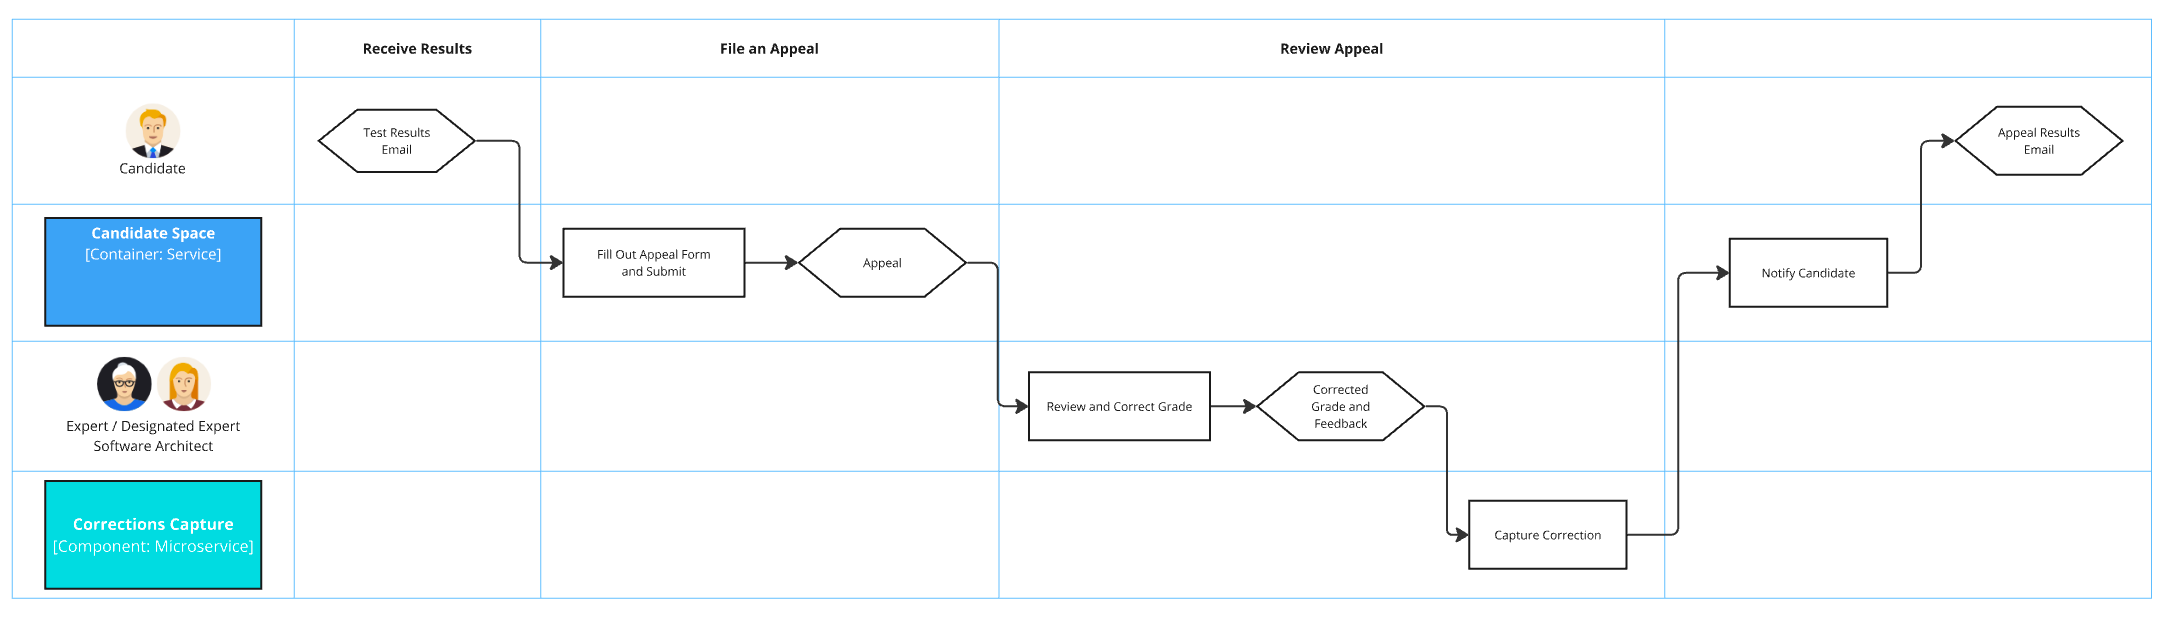 Receive Results
File an Appeal
Review Appeal
Candidate
Test Results
Email
Appeal Results
Email
Candidate Space
[Container: Service]
Fill Out Appeal Form
and Submit
Appeal
Notify Candidate
Expert / Designated Expert
Software Architect
Review and Correct Grade
Corrected
Grade and
Feedback
Corrections Capture
[Component: Microservice]
Capture Correction